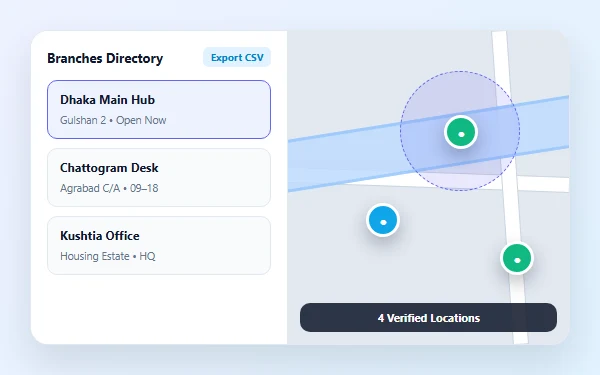 Branches Directory
Export CSV
Dhaka Main Hub
Gulshan 2 • Open Now
Chattogram Desk
Agrabad C/A • 09–18
Kushtia Office
Housing Estate • HQ
4 Verified Locations